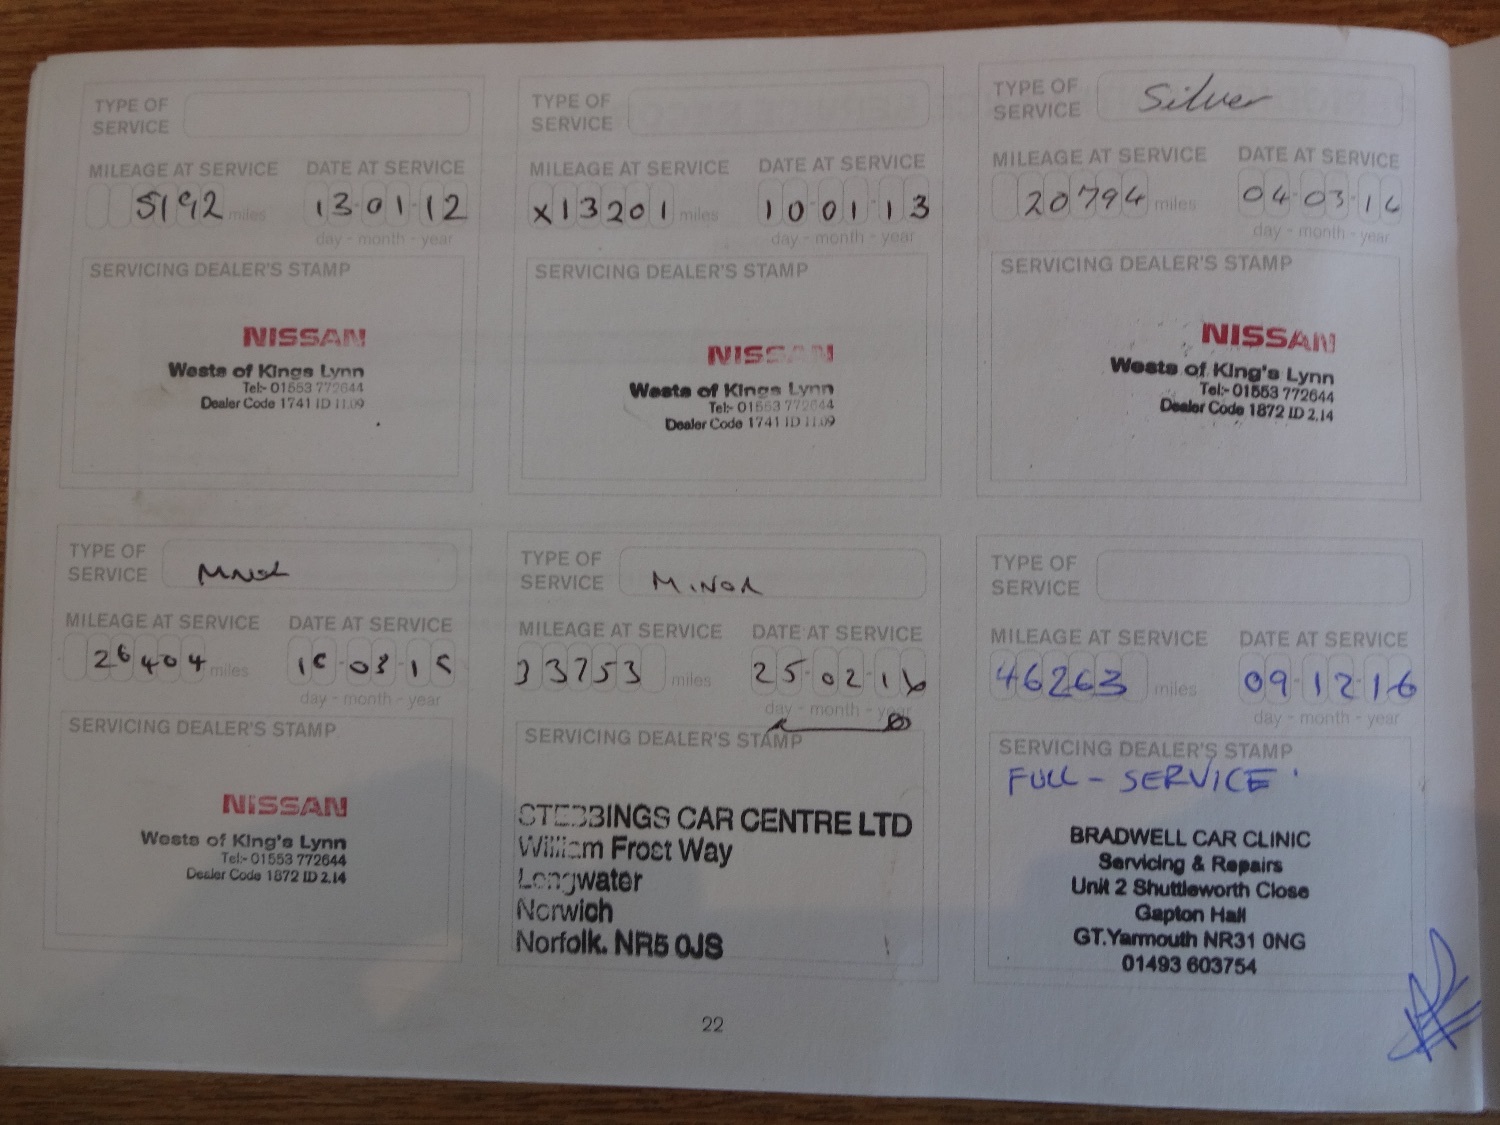 TYPE OF
SERVICE
MILEAGE AT SERVICE DATE AT SERVICE
5192 miles 13-01-12
day - month - year
SERVICING DEALER'S STAMP
NISSAN
Wests of Kings Lynn
Tel:- 01553 772644
Dealer Code 1741 ID 11.09
TYPE OF
SERVICE
MILEAGE AT SERVICE DATE AT SERVICE
x13201 miles 10-01-13
day - month - year
SERVICING DEALER'S STAMP
NISSAN
Wests of Kings Lynn
Tel:- 01553 772644
Dealer Code 1741 ID 11.09
TYPE OF
SERVICE Silver
MILEAGE AT SERVICE DATE AT SERVICE
20794 miles 04-03-14
day - month - year
SERVICING DEALER'S STAMP
NISSAN
Wests of King's Lynn
Tel:- 01553 772644
Dealer Code 1872 ID 2.14
TYPE OF
SERVICE Minor
MILEAGE AT SERVICE DATE AT SERVICE
26404 miles
day - month - year
SERVICING DEALER'S STAMP
NISSAN
Wests of King's Lynn
Tel:- 01553 772644
Dealer Code 1872 ID 2.14
TYPE OF
SERVICE MINOR
MILEAGE AT SERVICE DATE AT SERVICE
33753 miles 25-02-16
day - month - year
SERVICING DEALER'S STAMP
STEBBINGS CAR CENTRE LTD
William Frost Way
Longwater
Norwich
Norfolk. NR5 0JS
TYPE OF
SERVICE
MILEAGE AT SERVICE DATE AT SERVICE
46263 miles 09-12-16
day - month - year
SERVICING DEALER'S STAMP
FULL - SERVICE
BRADWELL CAR CLINIC
Servicing & Repairs
Unit 2 Shuttleworth Close
Gapton Hall
GT.Yarmouth NR31 0NG
01493 603754
22